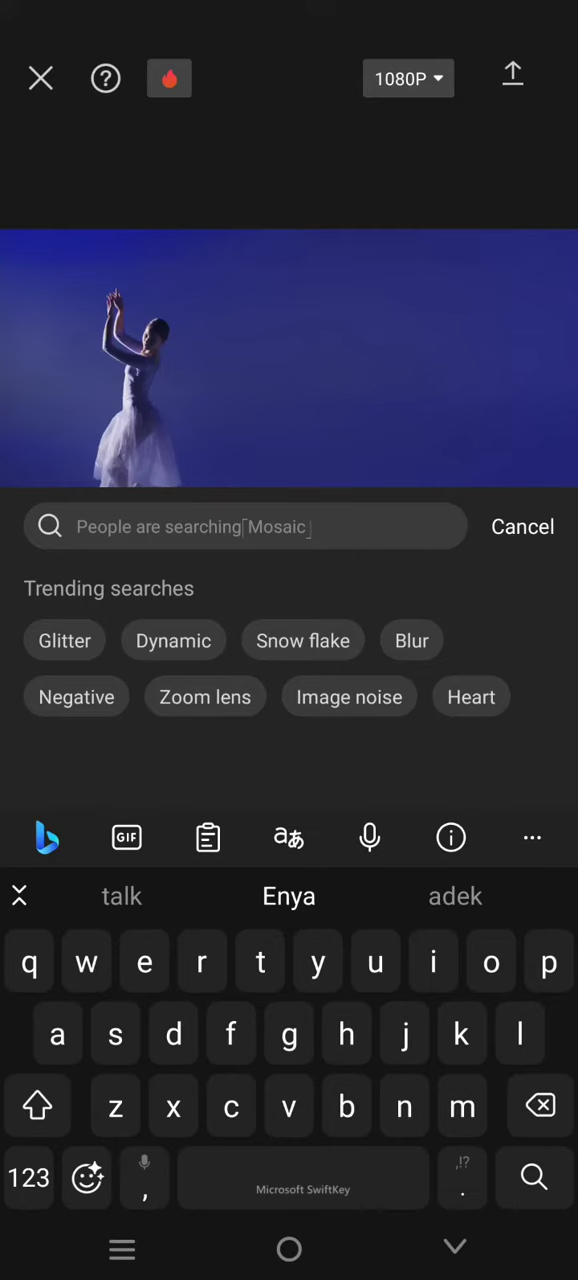 1080P
People are searching「Mosaic」
Cancel
Trending searches
Glitter
Dynamic
Snow flake
Blur
Negative
Zoom lens
Image noise
Heart
GIF
aあ
talk
Enya
adek
q w e r t y u i o p
a s d f g h j k l
z x c v b n m
123
,
Microsoft SwiftKey
,!?
.